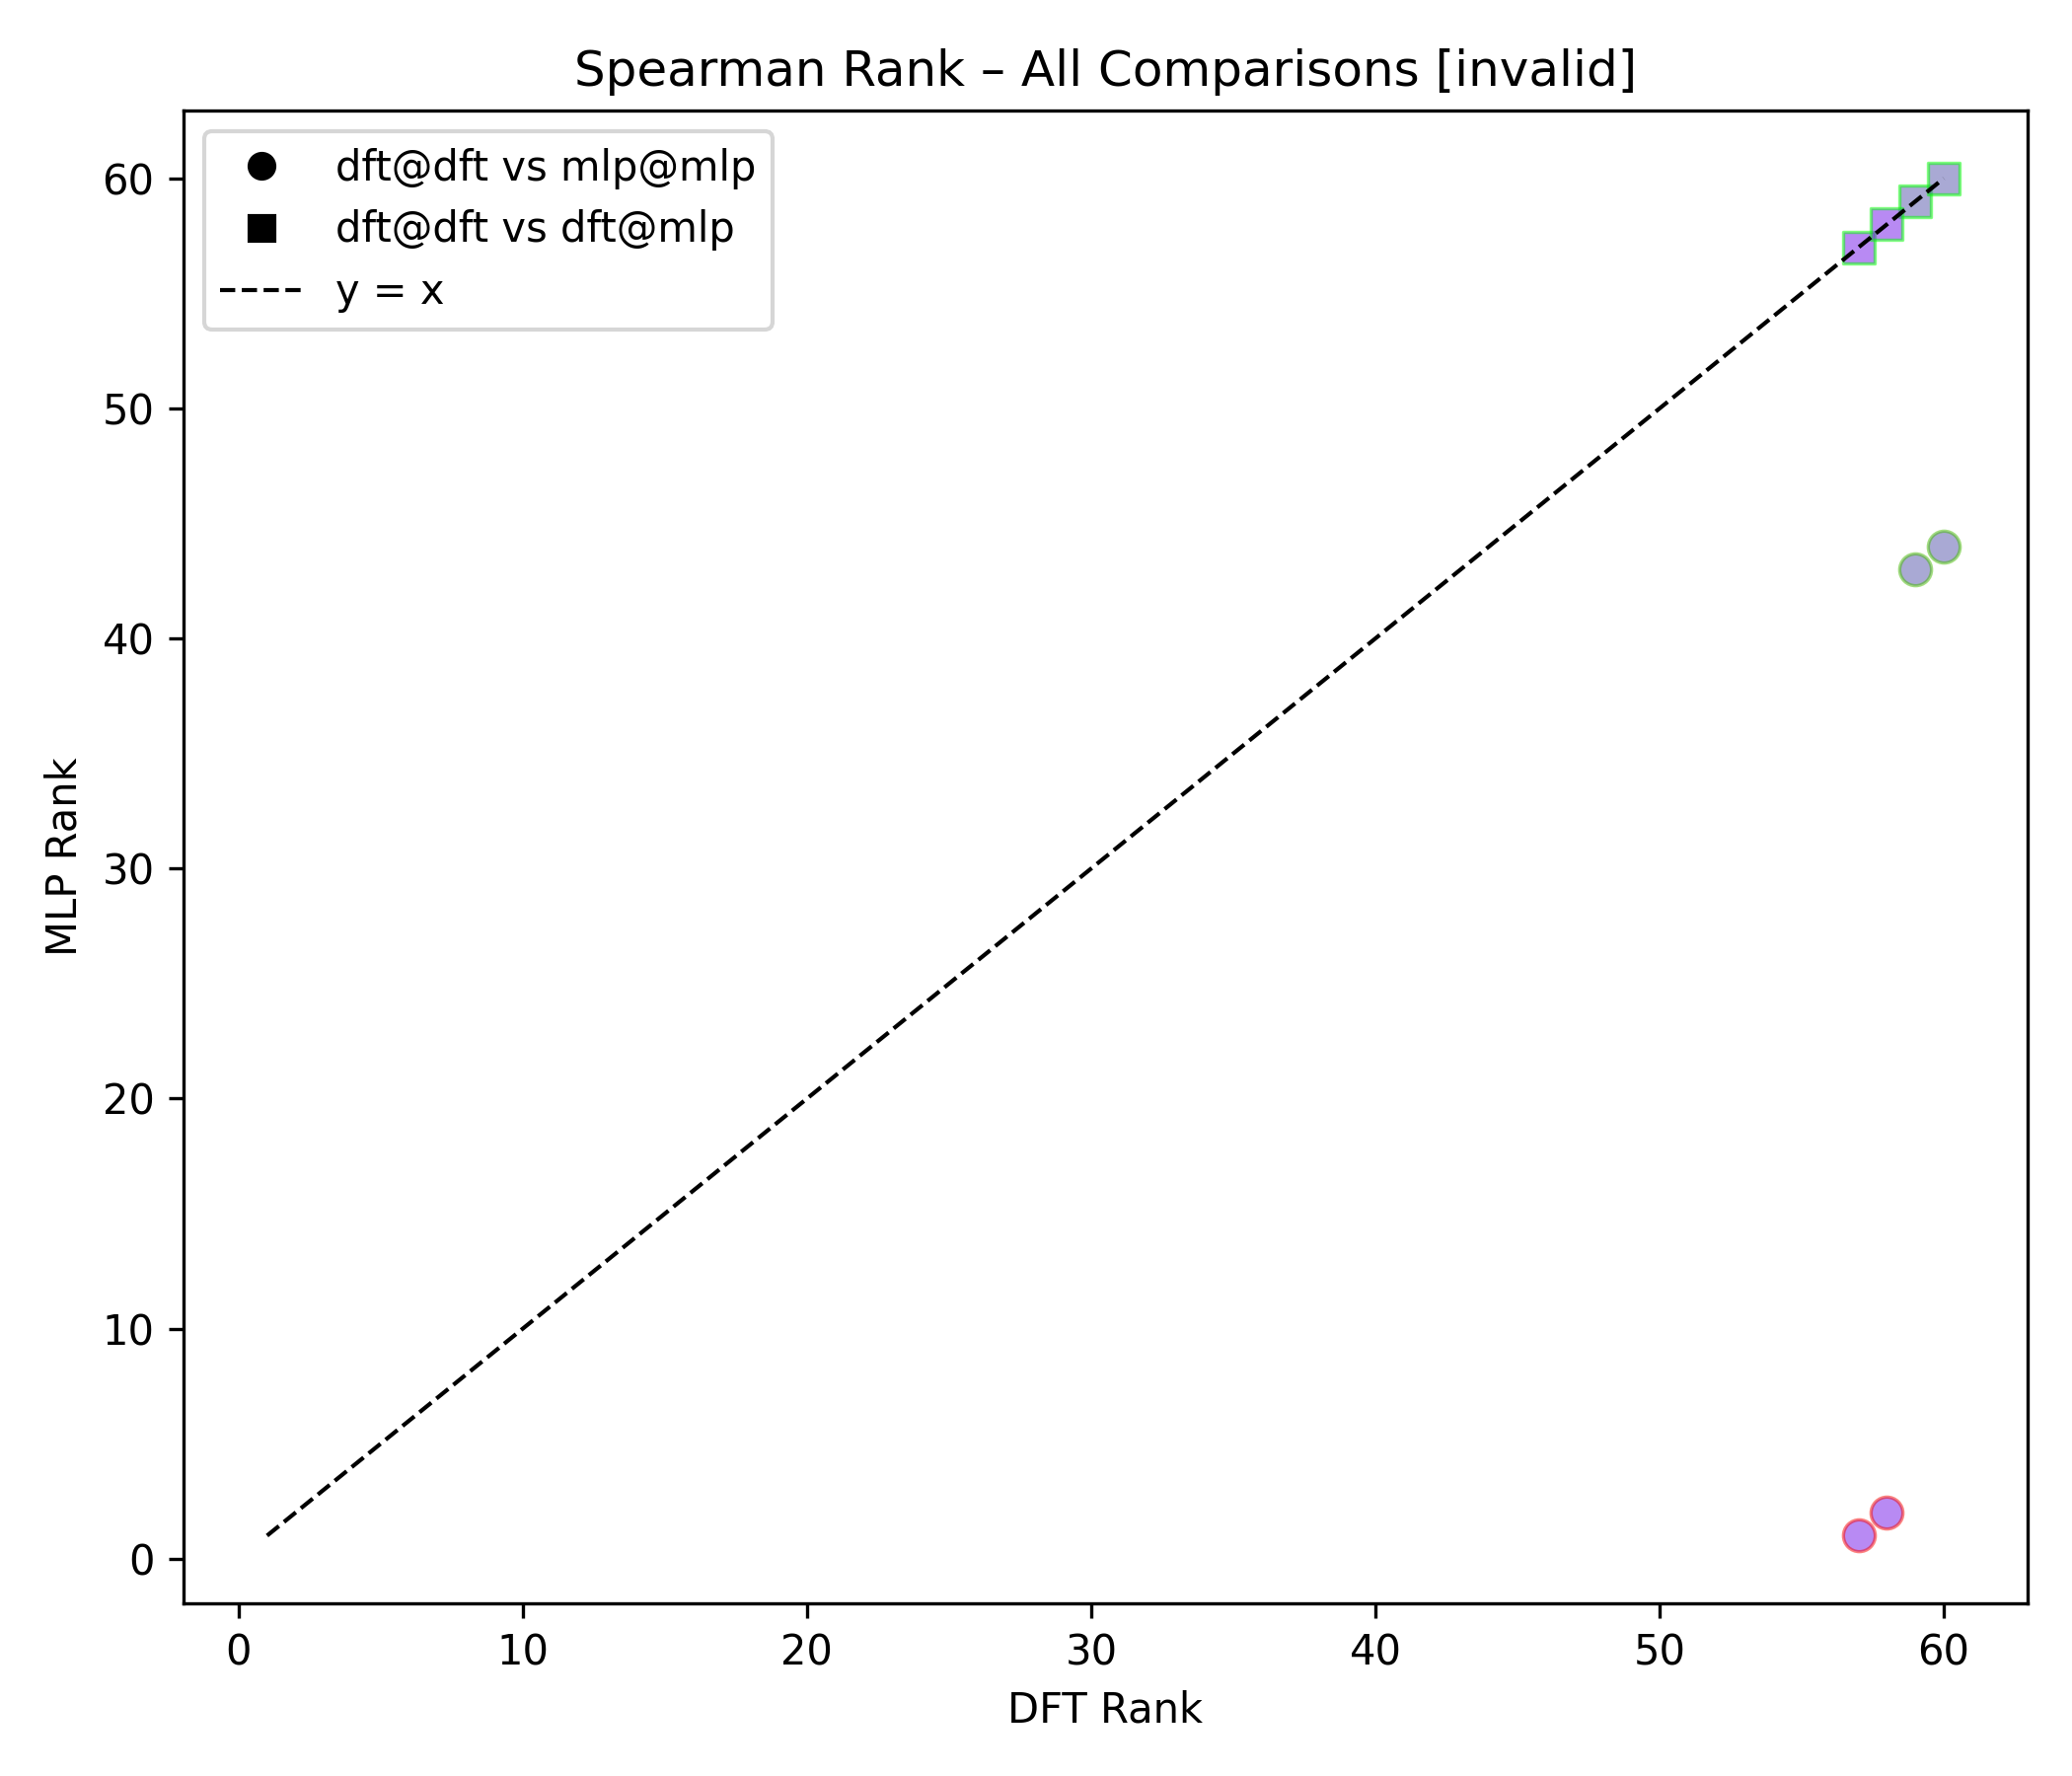 Spearman Rank – All Comparisons [invalid]
dft@dft vs mlp@mlp
dft@dft vs dft@mlp
y = x
MLP Rank
60
50
40
30
20
10
0
0 10 20 30 40 50 60
DFT Rank